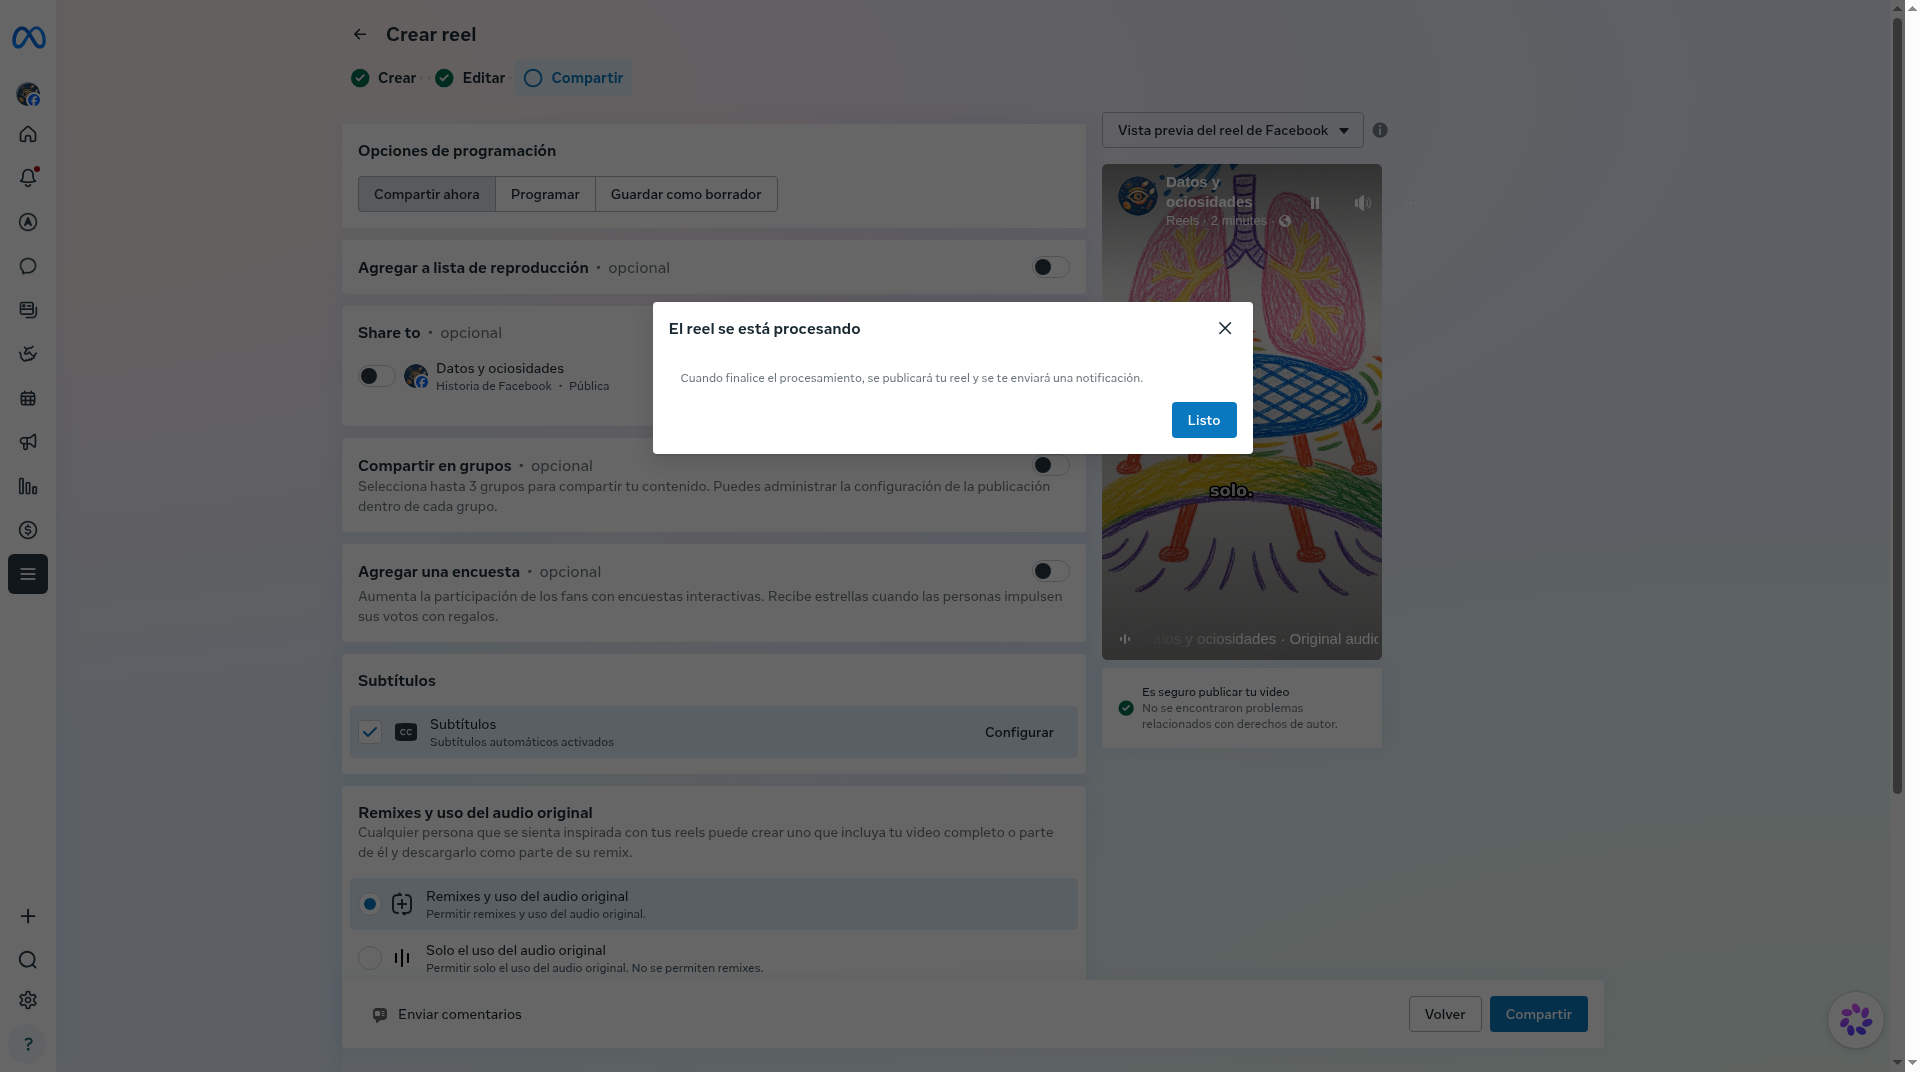 Crear reel
Crear
Editar
Compartir
Opciones de programación
Compartir ahora
Programar
Guardar como borrador
Agregar a lista de reproducción · opcional
Share to · opcional
Datos y ociosidades
Historia de Facebook · Pública
El reel se está procesando
Cuando finalice el procesamiento, se publicará tu reel y se te enviará una notificación.
Listo
Compartir en grupos · opcional
Selecciona hasta 3 grupos para compartir tu contenido. Puedes administrar la configuración de la publicación
dentro de cada grupo.
Agregar una encuesta · opcional
Aumenta la participación de los fans con encuestas interactivas. Recibe estrellas cuando las personas impulsen
sus votos con regalos.
Subtítulos
CC
Subtítulos
Subtítulos automáticos activados
Configurar
Remixes y uso del audio original
Cualquier persona que se sienta inspirada con tus reels puede crear uno que incluya tu video completo o parte
de él y descargarlo como parte de su remix.
Remixes y uso del audio original
Permitir remixes y uso del audio original.
Solo el uso del audio original
Permitir solo el uso del audio original. No se permiten remixes.
Vista previa del reel de Facebook
Datos y
ociosidades
Reels · 2 minutes ·
solo.
atos y ociosidades · Original audio
Es seguro publicar tu video
No se encontraron problemas
relacionados con derechos de autor.
Enviar comentarios
Volver
Compartir
?